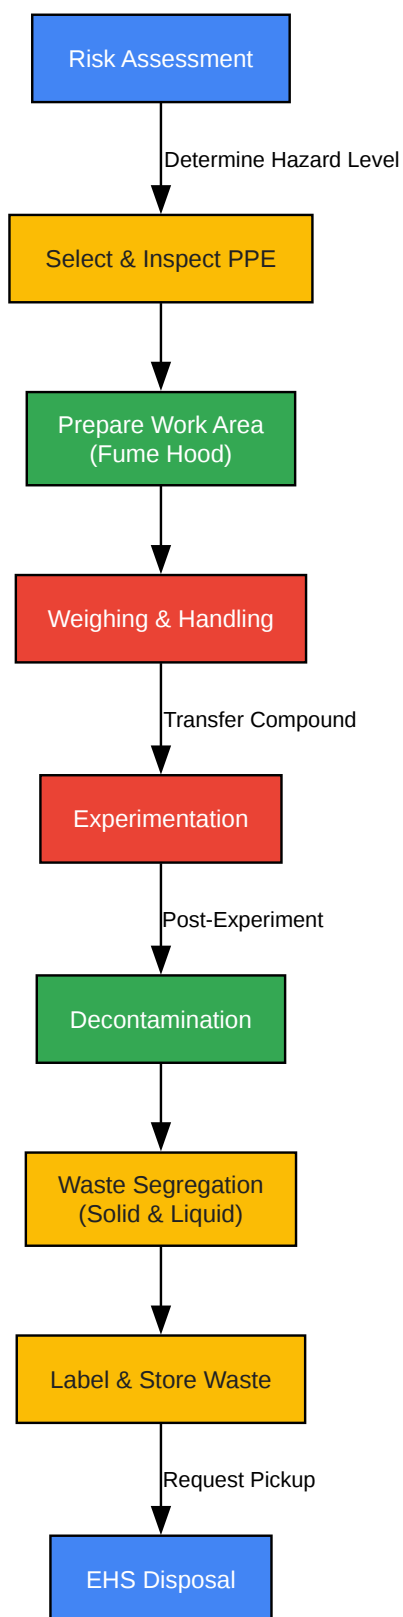 Risk Assessment
Determine Hazard Level
Select & Inspect PPE
Prepare Work Area
(Fume Hood)
Weighing & Handling
Transfer Compound
Experimentation
Post-Experiment
Decontamination
Waste Segregation
(Solid & Liquid)
Label & Store Waste
Request Pickup
EHS Disposal